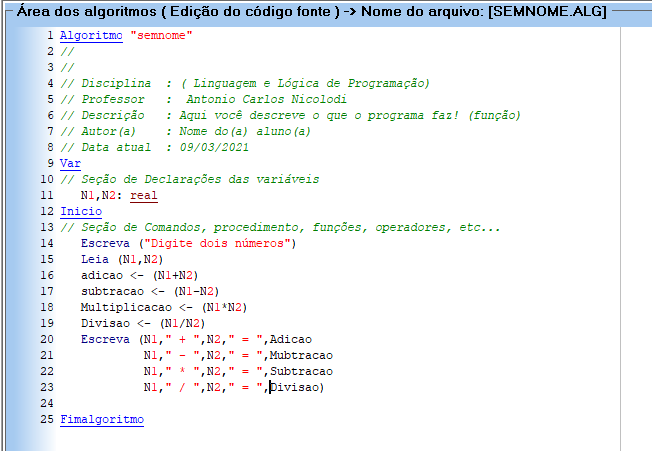 Área dos algoritmos ( Edição do código fonte ) -> Nome do arquivo: [SEMNOME.ALG]
1 Algoritmo "semnome"
2 //
3 //
4 // Disciplina  : ( Linguagem e Lógica de Programação)
5 // Professor   :  Antonio Carlos Nicolodi
6 // Descrição   : Aqui você descreve o que o programa faz! (função)
7 // Autor(a)    : Nome do(a) aluno(a)
8 // Data atual  : 09/03/2021
9 Var
10 // Seção de Declarações das variáveis
11    N1,N2: real
12 Inicio
13 // Seção de Comandos, procedimento, funções, operadores, etc...
14    Escreva ("Digite dois números")
15    Leia (N1,N2)
16    adicao <- (N1+N2)
17    subtracao <- (N1-N2)
18    Multiplicacao <- (N1*N2)
19    Divisao <- (N1/N2)
20    Escreva (N1," + ",N2," = ",Adicao
21             N1," - ",N2," = ",Mubtracao
22             N1," * ",N2," = ",Subtracao
23             N1," / ",N2," = ",Divisao)
24
25 Fimalgoritmo